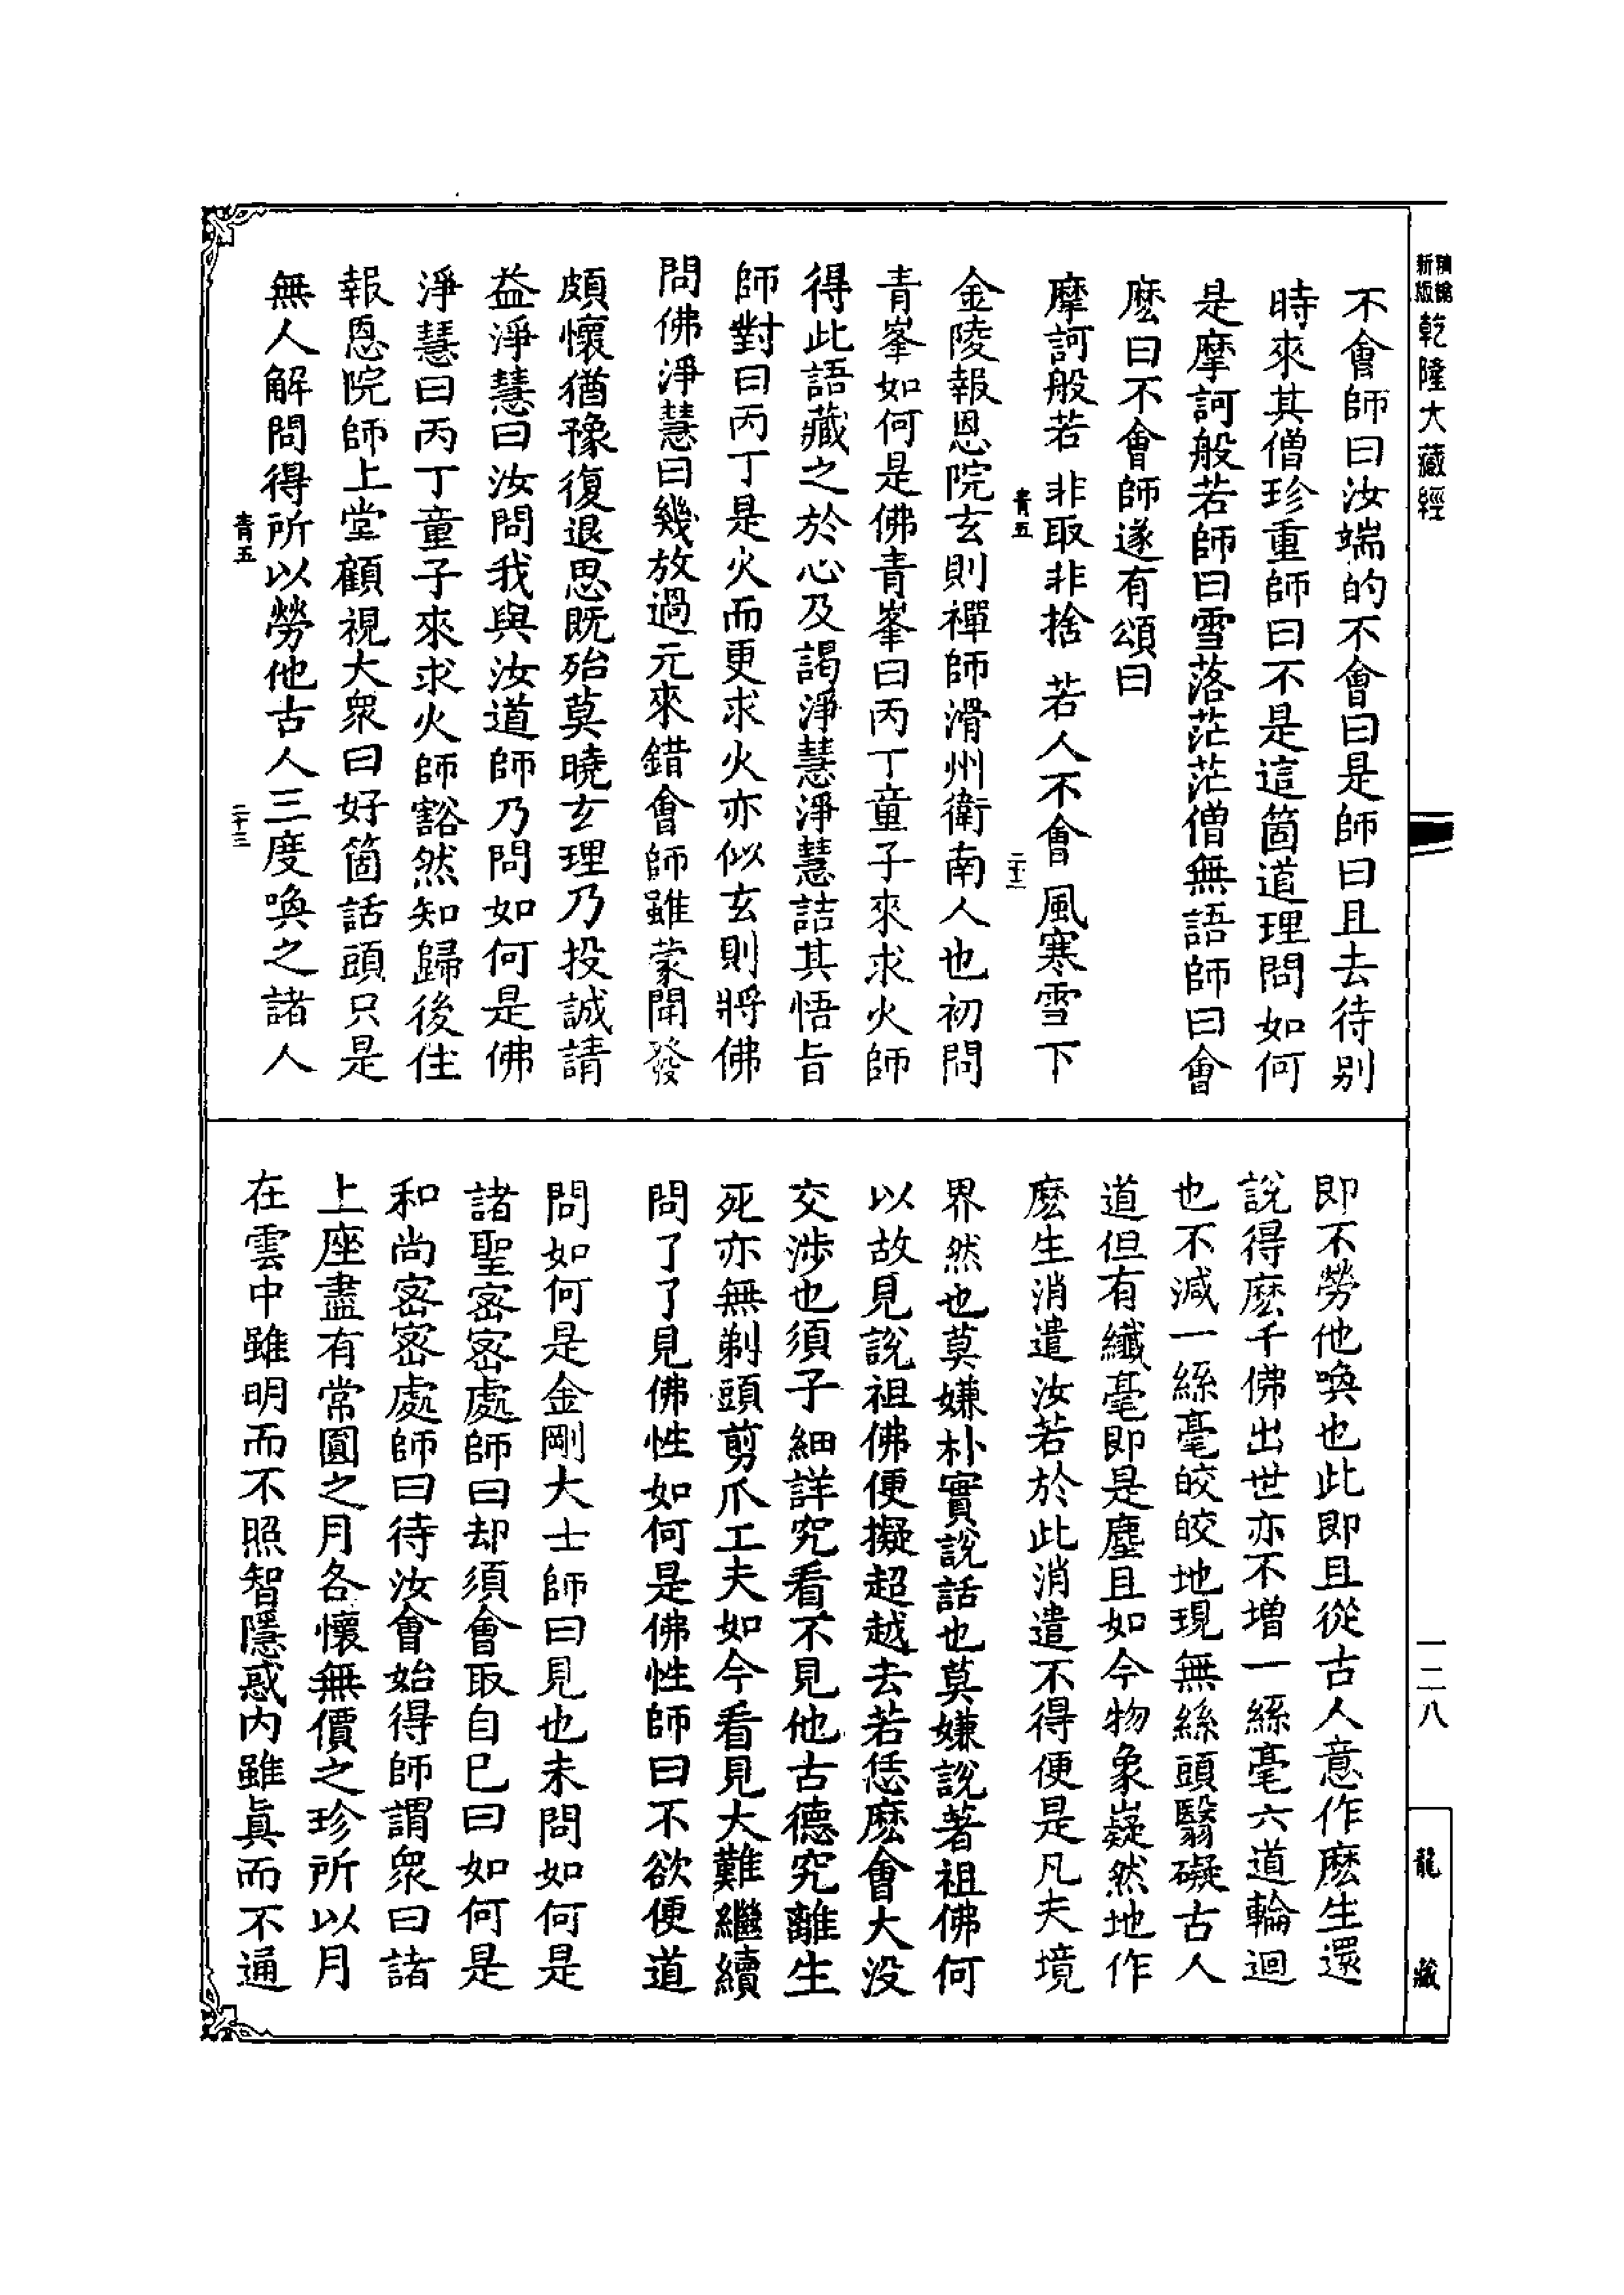 新版
乾隆大藏經
一二八
龍藏
不會師曰汝端的不會曰是師曰且去待別
時來其僧珍重師曰不是這箇道理問如何
是摩訶般若師曰雪落茫茫僧無語師曰會
麽曰不會師遂有頌曰
摩訶般若 非取非捨 若人不會 風寒雪下
青五
金陵報恩院玄則禪師滑州衛南人也初問
青峯如何是佛青峯曰丙丁童子來求火師
得此語藏之於心及謁淨慧淨慧詰其悟旨
師對曰丙丁是火而更求火亦似玄則將佛
問佛淨慧曰幾放過元來錯會師雖蒙開發
頗懷猶豫復退思既殆莫曉玄理乃投誠請
益淨慧曰汝問我與汝道師乃問如何是佛
淨慧曰丙丁童子來求火師豁然知歸後住
報恩院師上堂顧視大衆曰好箇話頭只是
無人解問得所以勞他古人三度喚之諸人
青五
二十三
即不勞他喚也此即且從古人意作麽生還
說得麽千佛出世亦不增一絲毫六道輪迴
也不減一絲毫皎皎地現無絲頭翳礙古人
道但有纖毫即是塵且如今物象嶷然地作
麽生消遣汝若於此消遣不得便是凡夫境
界然也莫嫌朴實說話也莫嫌說著祖佛何
以故見說祖佛便擬超越去若恁麽會大没
交涉也須子細詳究看不見他古德究離生
死亦無剃頭剪爪工夫如今看見大難繼續
問了了見佛性如何是佛性師曰不欲便道
問如何是金剛大士師曰見也未問如何是
諸聖密密處師曰却須會取自己曰如何是
和尚密密處師曰待汝會始得師謂衆曰諸
上座盡有常圓之月各懷無價之珍所以月
在雲中雖明而不照智隱惑内雖眞而不通